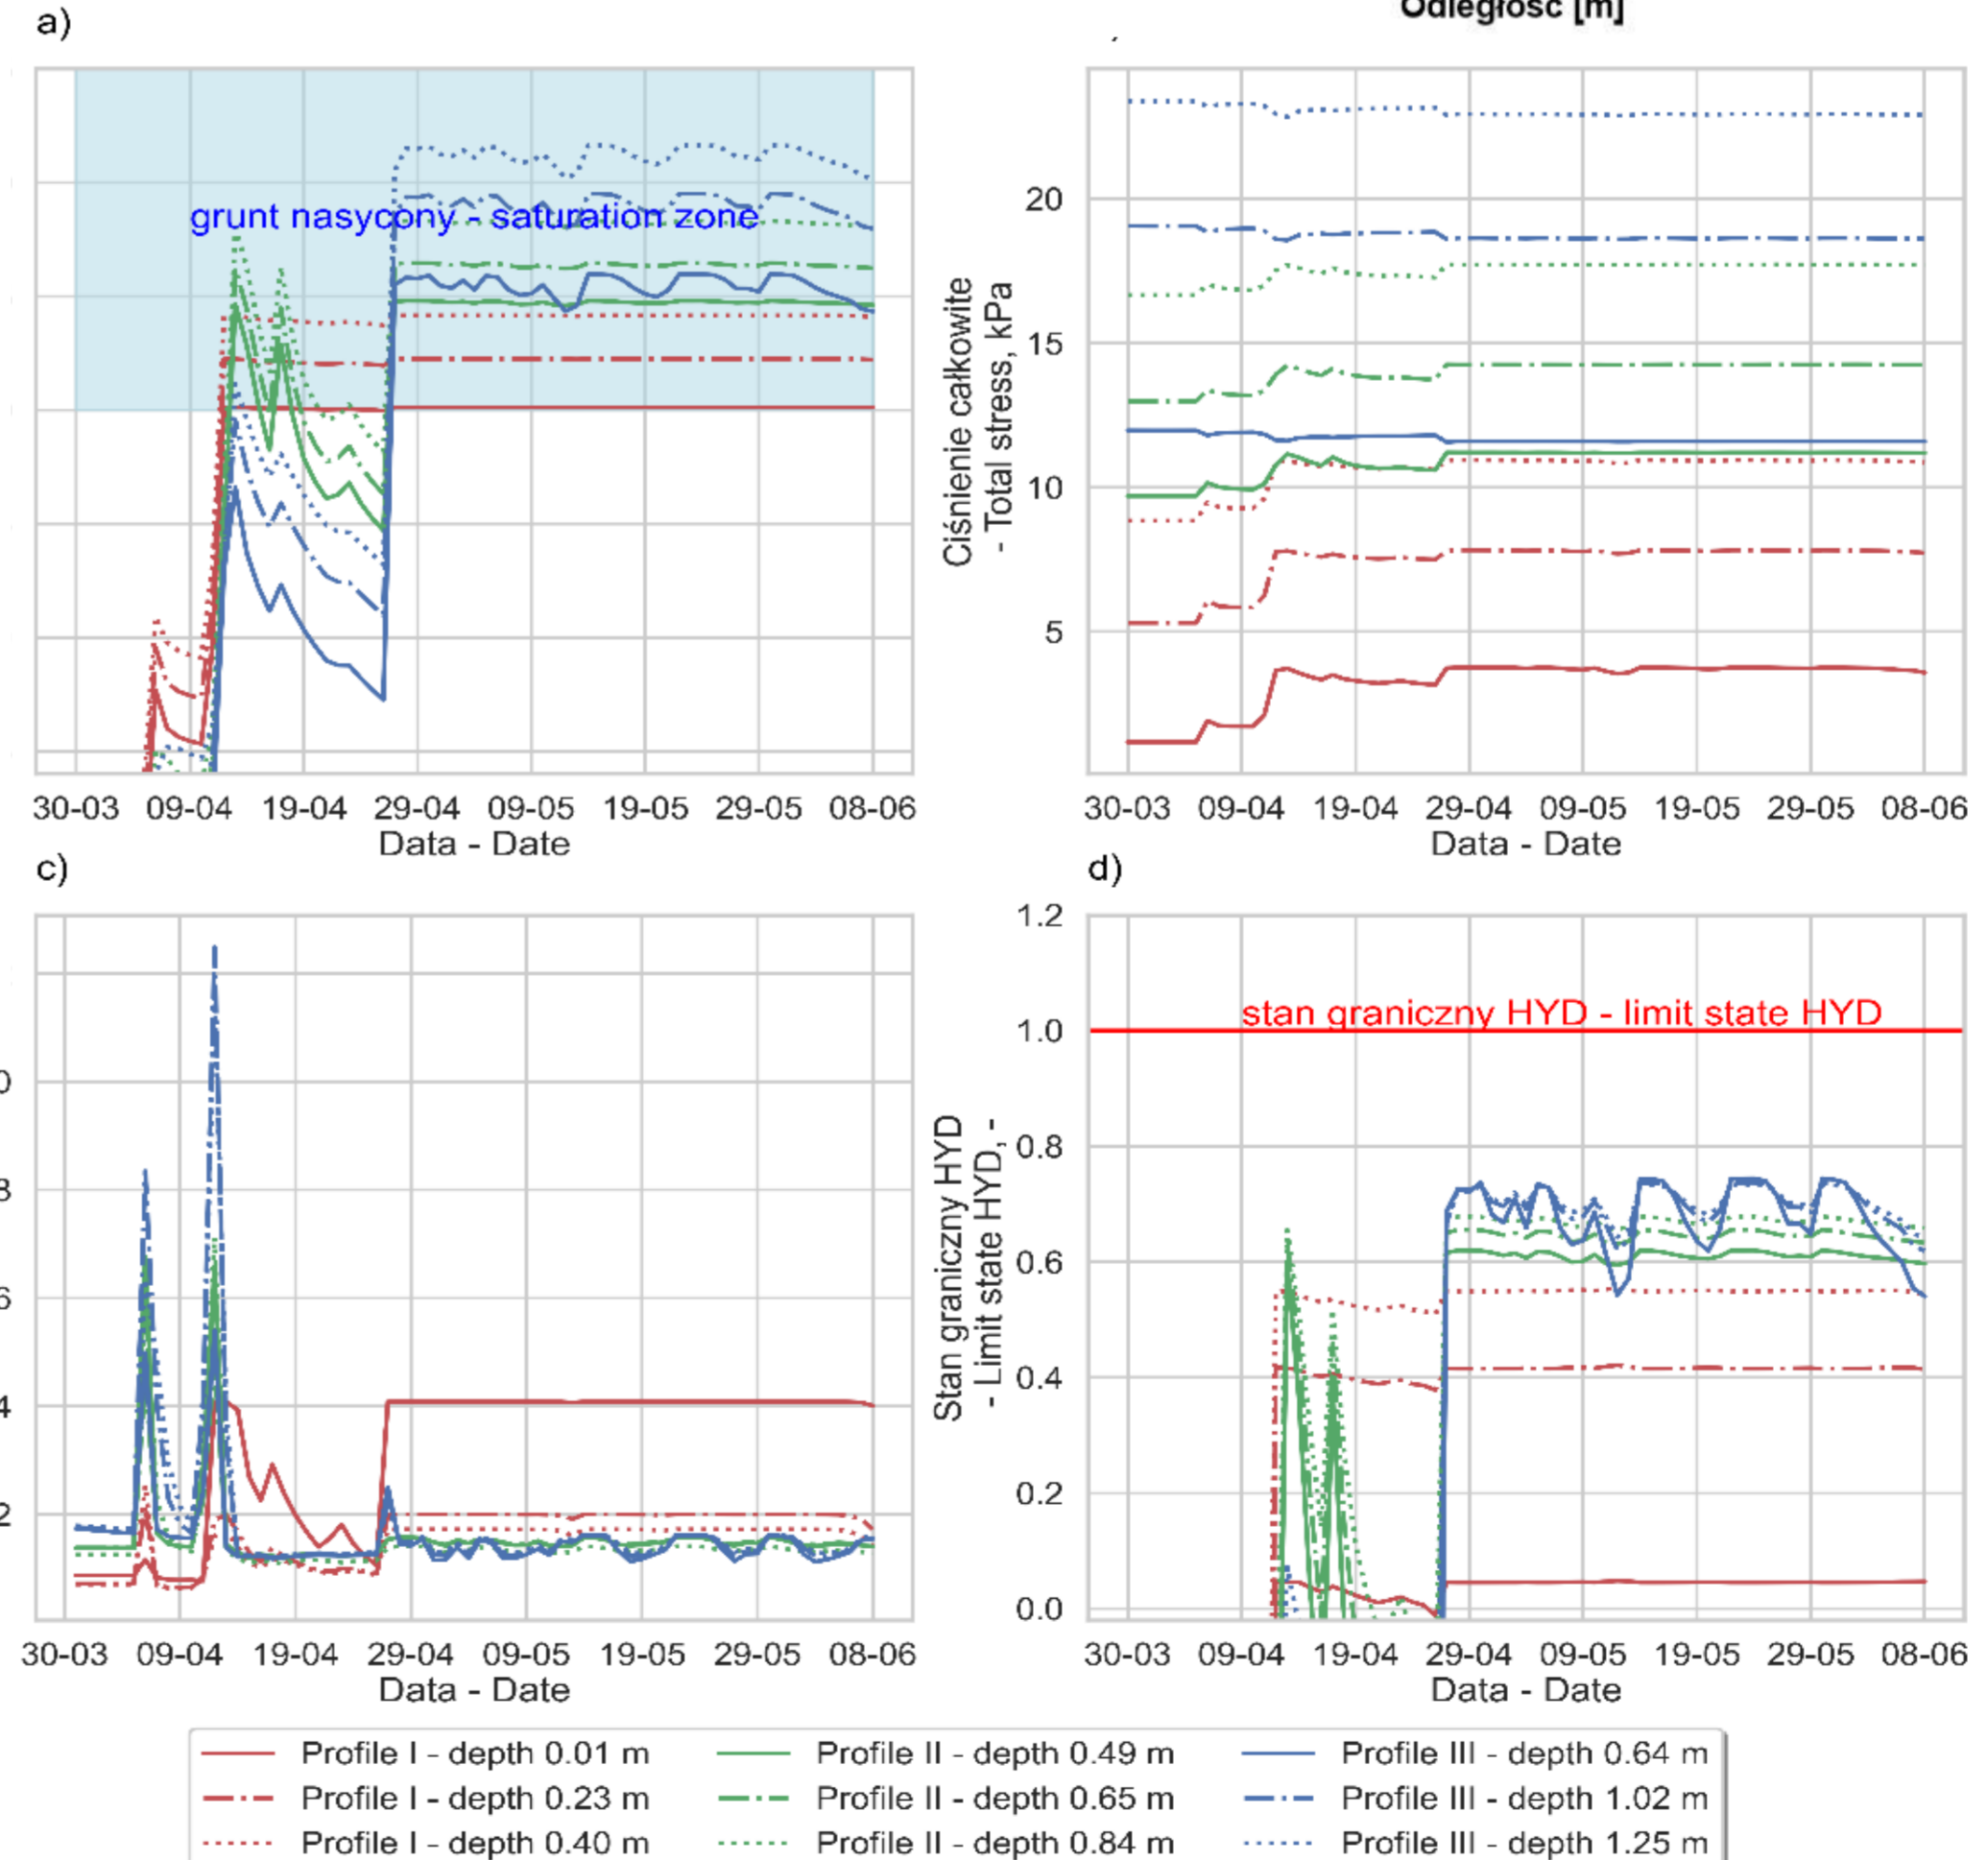 Odległość [m]
a)
grunt nasycony - saturation zone
30-03 09-04 19-04 29-04 09-05 19-05 29-05 08-06
Data - Date
Ciśnienie całkowite
- Total stress, kPa
20
15
10
5
30-03 09-04 19-04 29-04 09-05 19-05 29-05 08-06
Data - Date
c)
0
8
6
4
2
30-03 09-04 19-04 29-04 09-05 19-05 29-05 08-06
Data - Date
d)
Stan graniczny HYD
- Limit state HYD, -
1.2
1.0
0.8
0.6
0.4
0.2
0.0
stan graniczny HYD - limit state HYD
30-03 09-04 19-04 29-04 09-05 19-05 29-05 08-06
Data - Date
Profile I - depth 0.01 m Profile II - depth 0.49 m Profile III - depth 0.64 m
Profile I - depth 0.23 m Profile II - depth 0.65 m Profile III - depth 1.02 m
Profile I - depth 0.40 m Profile II - depth 0.84 m Profile III - depth 1.25 m